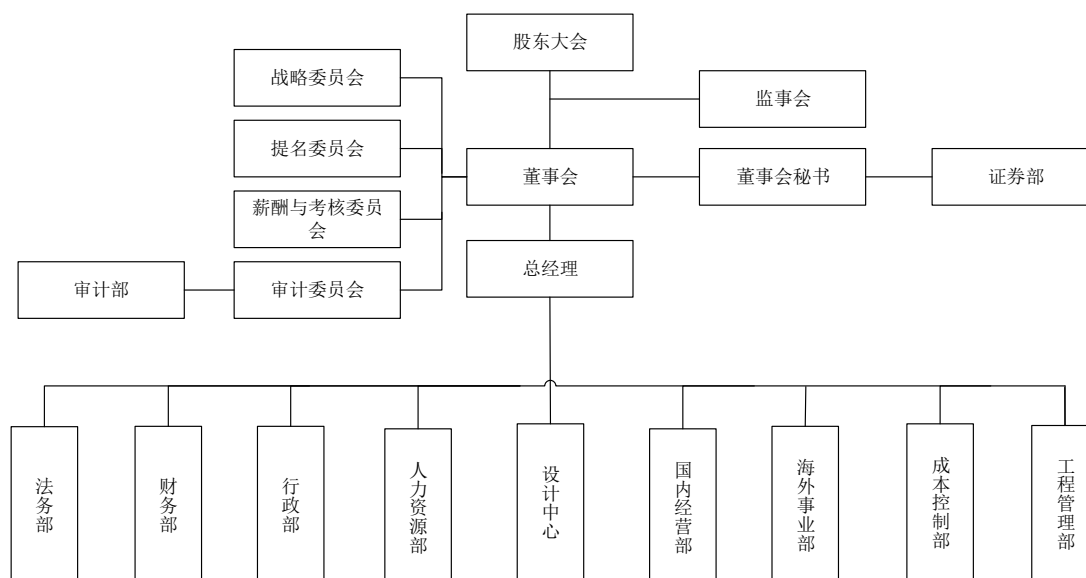 股东大会
战略委员会
监事会
提名委员会
董事会
董事会秘书
证券部
薪酬与考核委员
会
总经理
审计部
审计委员会
法务部
财务部
行政部
人力资源部
设计中心
国内经营部
海外事业部
成本控制部
工程管理部